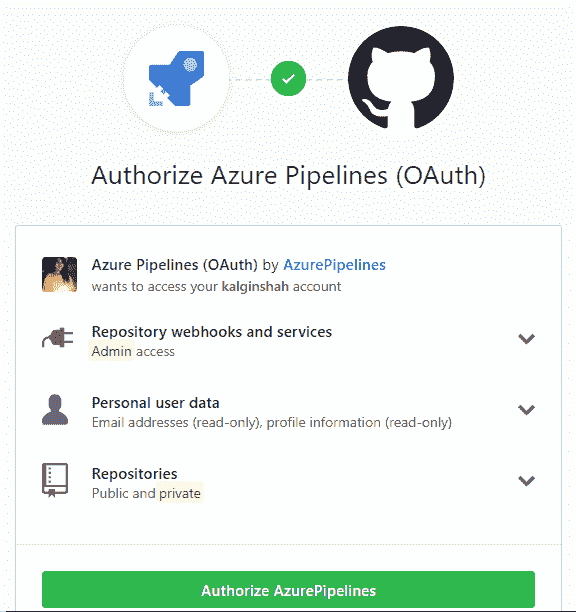 Authorize Azure Pipelines (OAuth)
Azure Pipelines (OAuth) by AzurePipelines
wants to access your kalginshah account
Repository webhooks and services
Admin access
Personal user data
Email addresses (read-only), profile information (read-only)
Repositories
Public and private
Authorize AzurePipelines